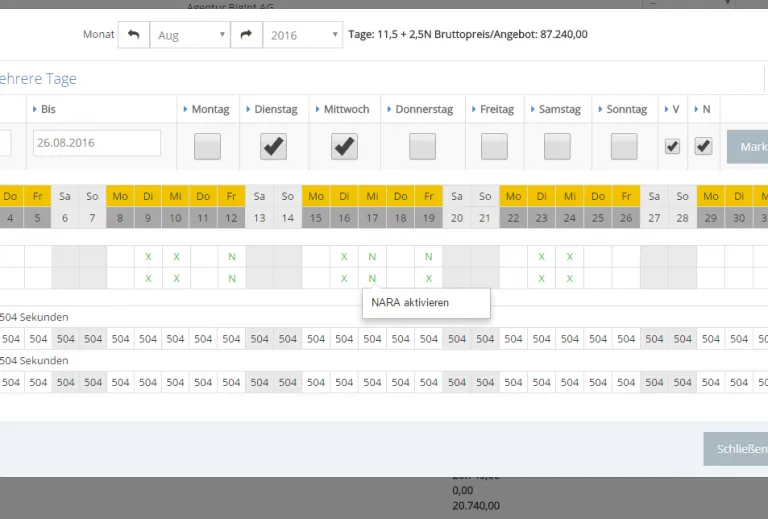 Agentur BigInt AG
Monat Aug 2016 Tage: 11,5 + 2,5N Bruttopreis/Angebot: 87.240,00
ehrere Tage
Bis Montag Dienstag Mittwoch Donnerstag Freitag Samstag Sonntag V N
26.08.2016 Mark
Do Fr Sa So Mo Di Mi Do Fr Sa So Mo Di Mi Do Fr Sa So Mo Di Mi Do Fr Sa So Mo Di M
4 5 6 7 8 9 10 11 12 13 14 15 16 17 18 19 20 21 22 23 24 25 26 27 28 29 30 3
X X N X N N X X
X X N X N X X X
NARA aktivieren
504 Sekunden
504 504 504 504 504 504 504 504 504 504 504 504 504 504 504 504 504 504 504 504 504 504 504 504 504 504 504
504 Sekunden
504 504 504 504 504 504 504 504 504 504 504 504 504 504 504 504 504 504 504 504 504 504 504 504 504 504 504
Schließen
20.740,00
0,00
20.740,00